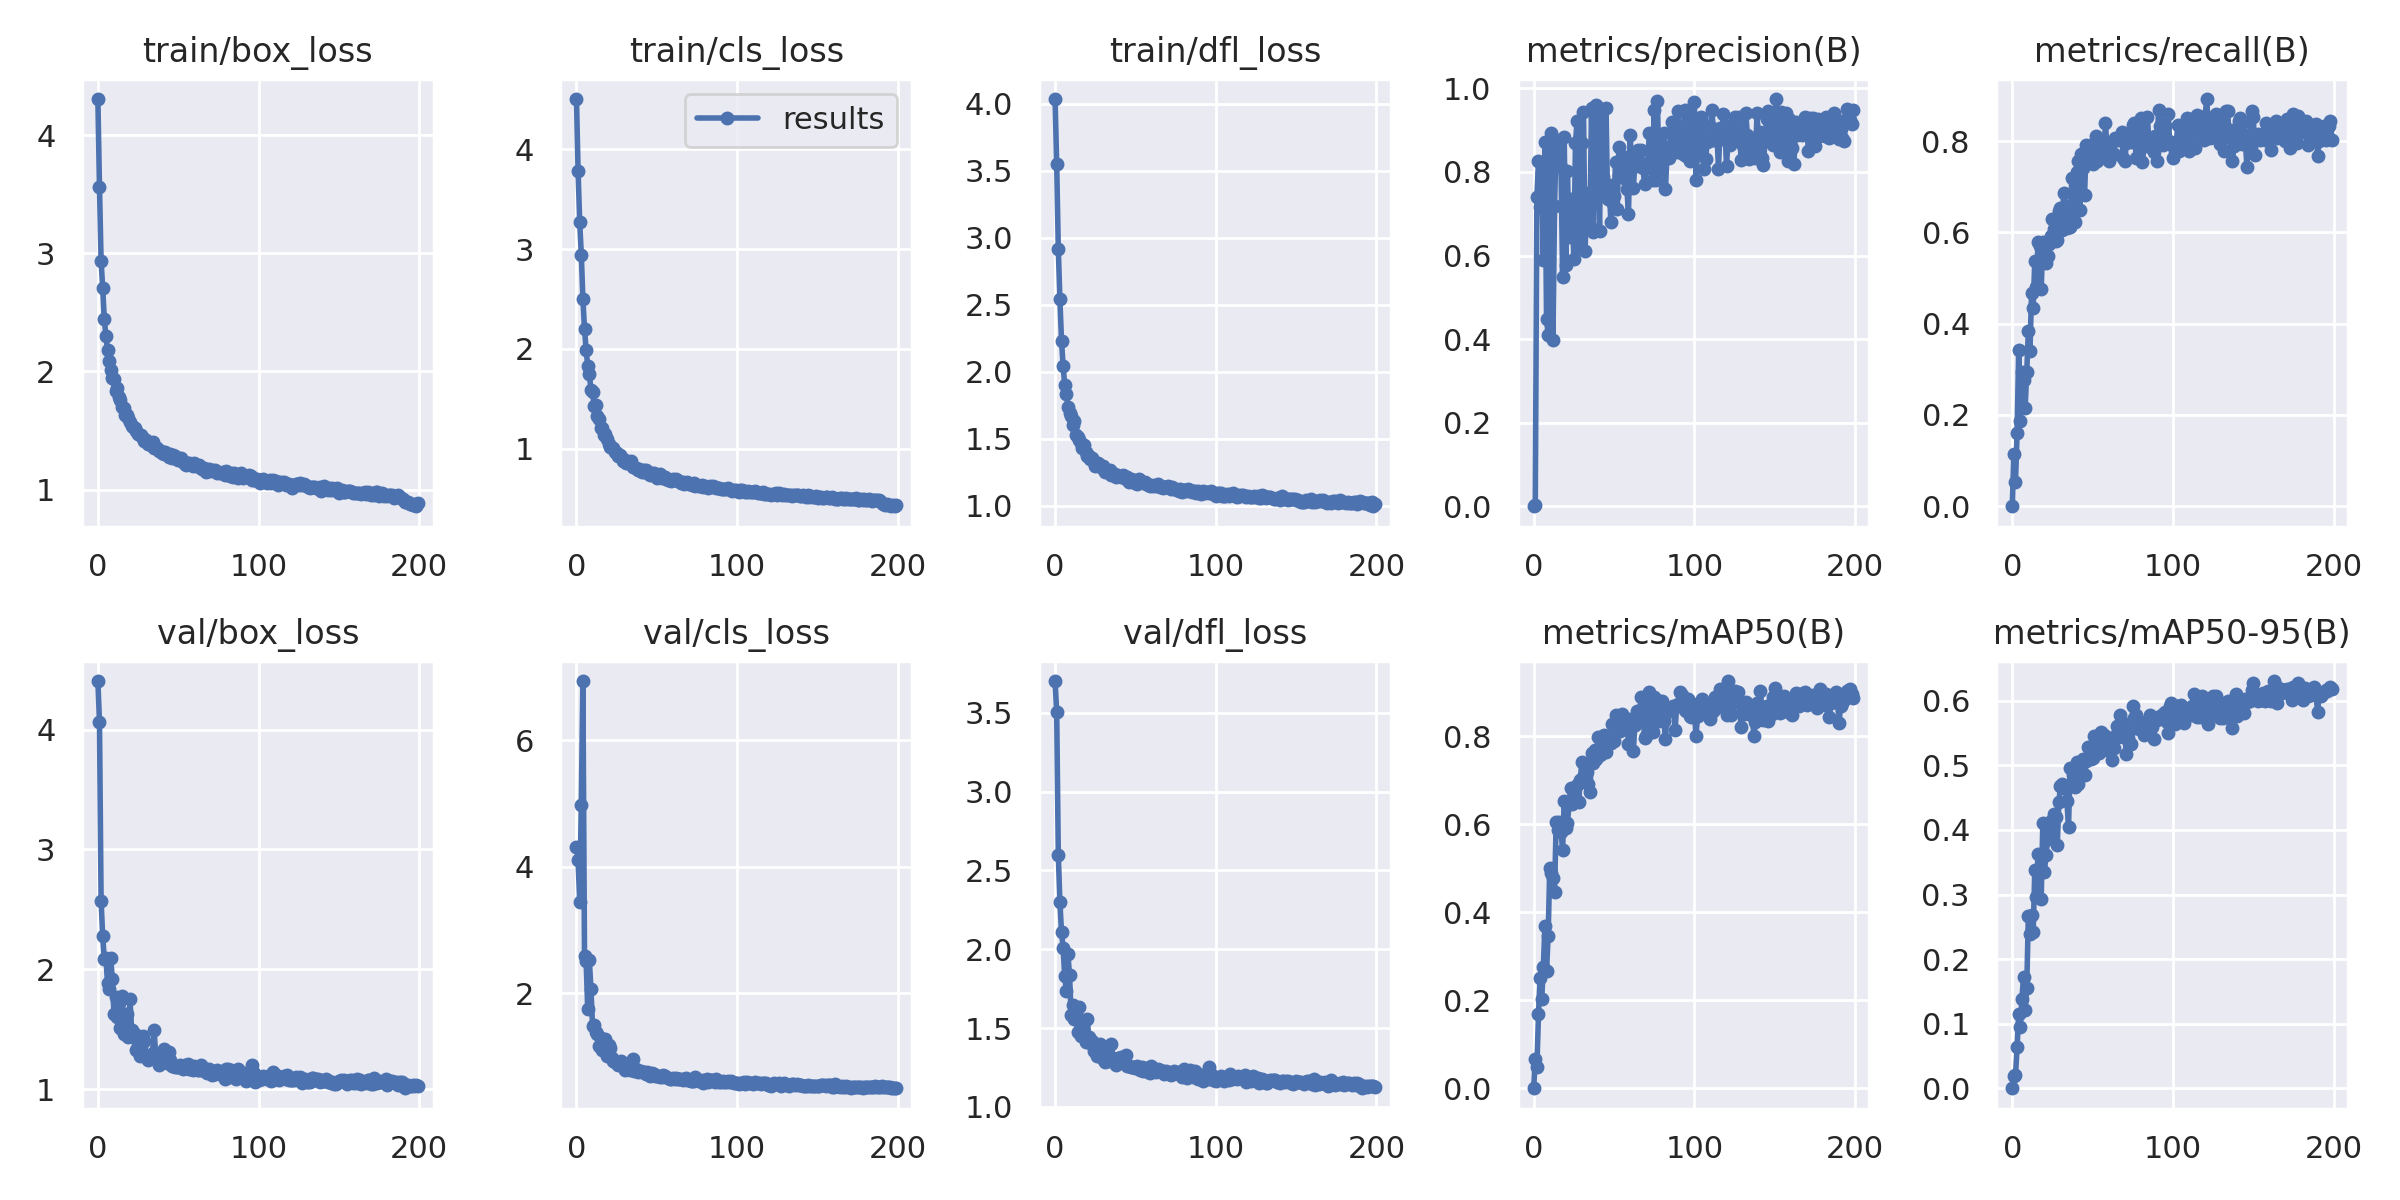 train/box_loss
4
3
2
1
0 100 200
train/cls_loss
results
4
3
2
1
0 100 200
train/dfl_loss
4.0
3.5
3.0
2.5
2.0
1.5
1.0
0 100 200
metrics/precision(B)
1.0
0.8
0.6
0.4
0.2
0.0
0 100 200
metrics/recall(B)
0.8
0.6
0.4
0.2
0.0
0 100 200
val/box_loss
4
3
2
1
0 100 200
val/cls_loss
6
4
2
0 100 200
val/dfl_loss
3.5
3.0
2.5
2.0
1.5
1.0
0 100 200
metrics/mAP50(B)
0.8
0.6
0.4
0.2
0.0
0 100 200
metrics/mAP50-95(B)
0.6
0.5
0.4
0.3
0.2
0.1
0.0
0 100 200